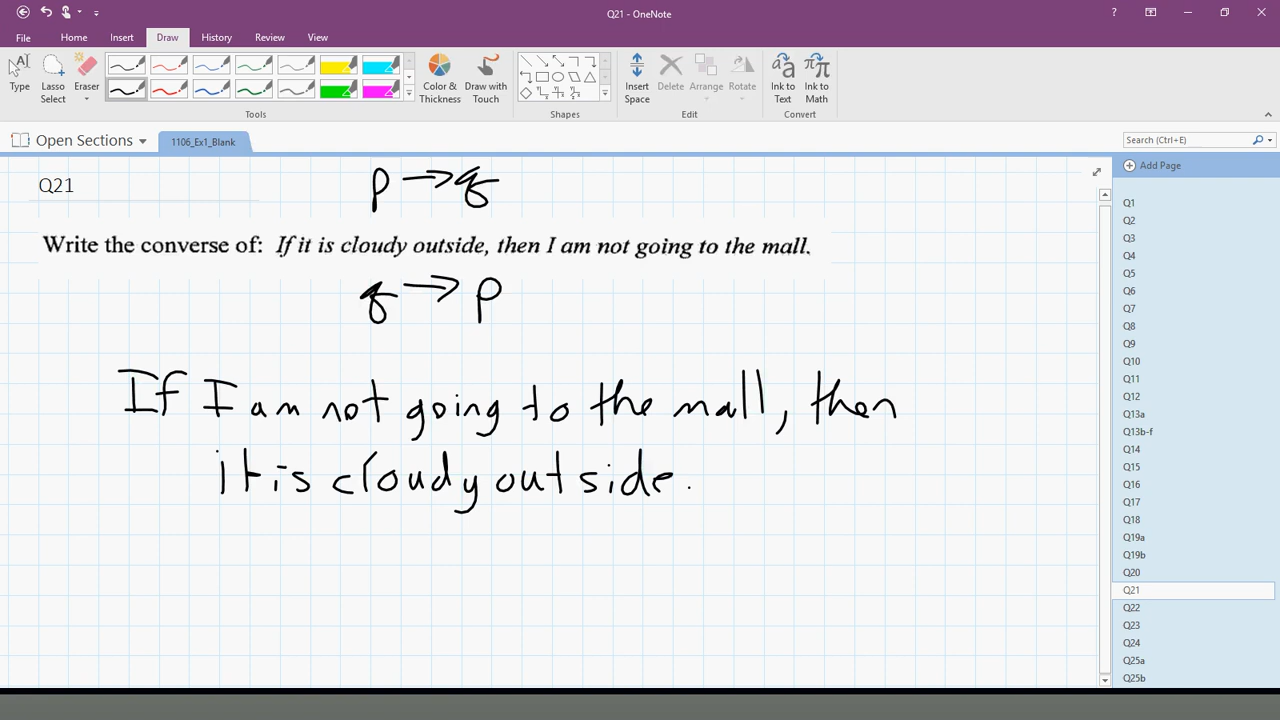 Q21 - OneNote
?
File Home Insert Draw History Review View
Type
Lasso Select
Eraser
Color & Thickness
Draw with Touch
Insert Space
Delete
Arrange
Rotate
Ink to Text
Ink to Math
Tools
Shapes
Edit
Convert
Open Sections
1106_Ex1_Blank
Search (Ctrl+E)
Add Page
Q21
p → q
Write the converse of: If it is cloudy outside, then I am not going to the mall.
q → p
If I am not going to the mall, then
it is cloudy outside.
Q1
Q2
Q3
Q4
Q5
Q6
Q7
Q8
Q9
Q10
Q11
Q12
Q13a
Q13b-f
Q14
Q15
Q16
Q17
Q18
Q19a
Q19b
Q20
Q21
Q22
Q23
Q24
Q25a
Q25b